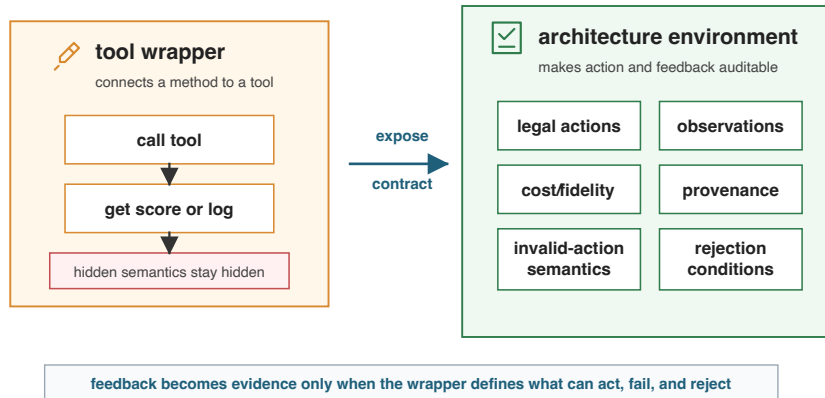 tool wrapper
connects a method to a tool
call tool
get score or log
hidden semantics stay hidden
expose
contract
architecture environment
makes action and feedback auditable
legal actions
observations
cost/fidelity
provenance
invalid-action
semantics
rejection
conditions
feedback becomes evidence only when the wrapper defines what can act, fail, and reject